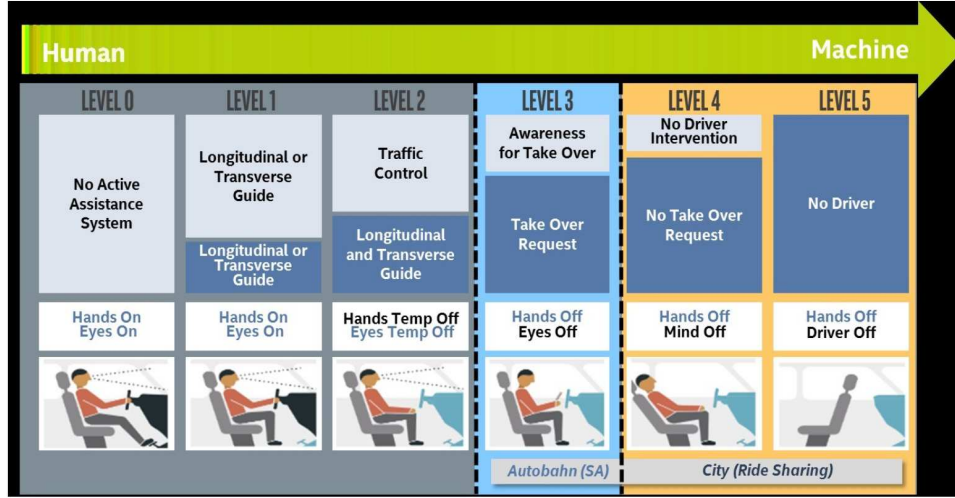 Human
Machine
LEVEL 0
LEVEL 1
LEVEL 2
LEVEL 3
LEVEL 4
LEVEL 5
No Active
Assistance
System
Longitudinal or
Transverse
Guide
Longitudinal or
Transverse
Guide
Traffic
Control
Longitudinal
and Transverse
Guide
Awareness
for Take Over
Take Over
Request
No Driver
Intervention
No Take Over
Request
No Driver
Hands On
Eyes On
Hands On
Eyes On
Hands Temp Off
Eyes Temp Off
Hands Off
Eyes Off
Hands Off
Mind Off
Hands Off
Driver Off
Autobahn (SA)
City (Ride Sharing)